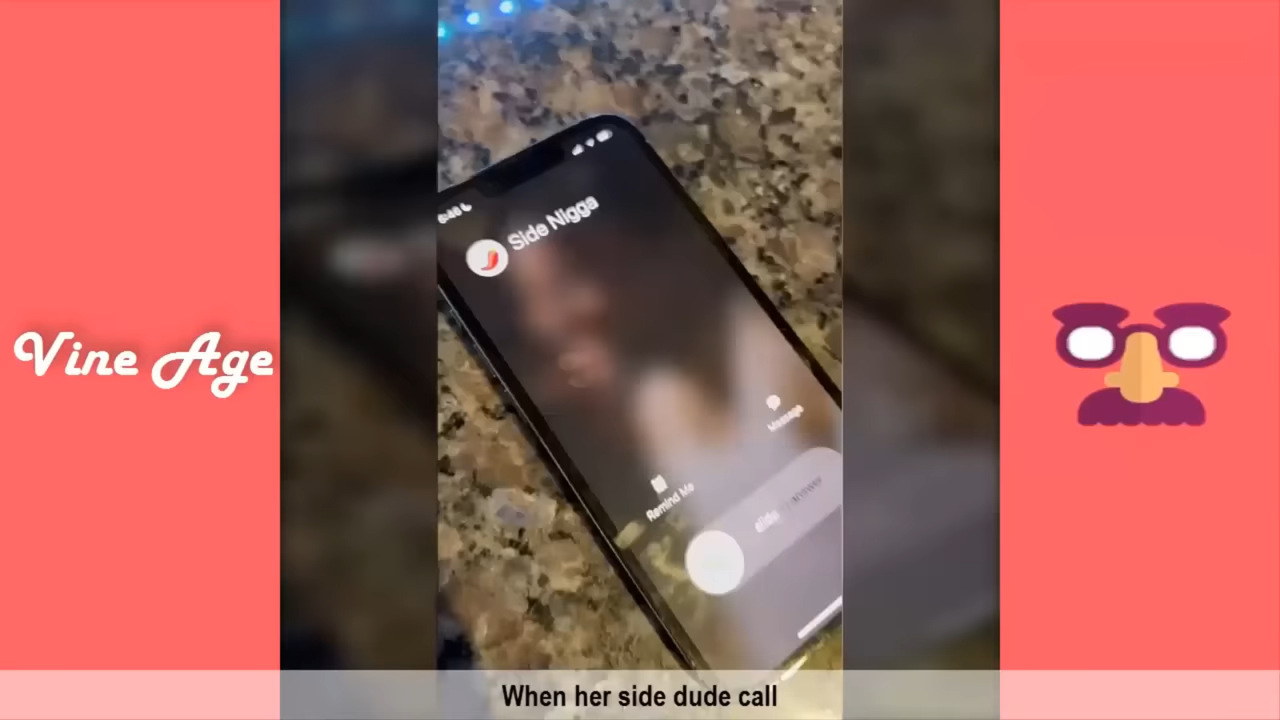 Side Nigga
Message
Remind Me
Vine Age
When her side dude call